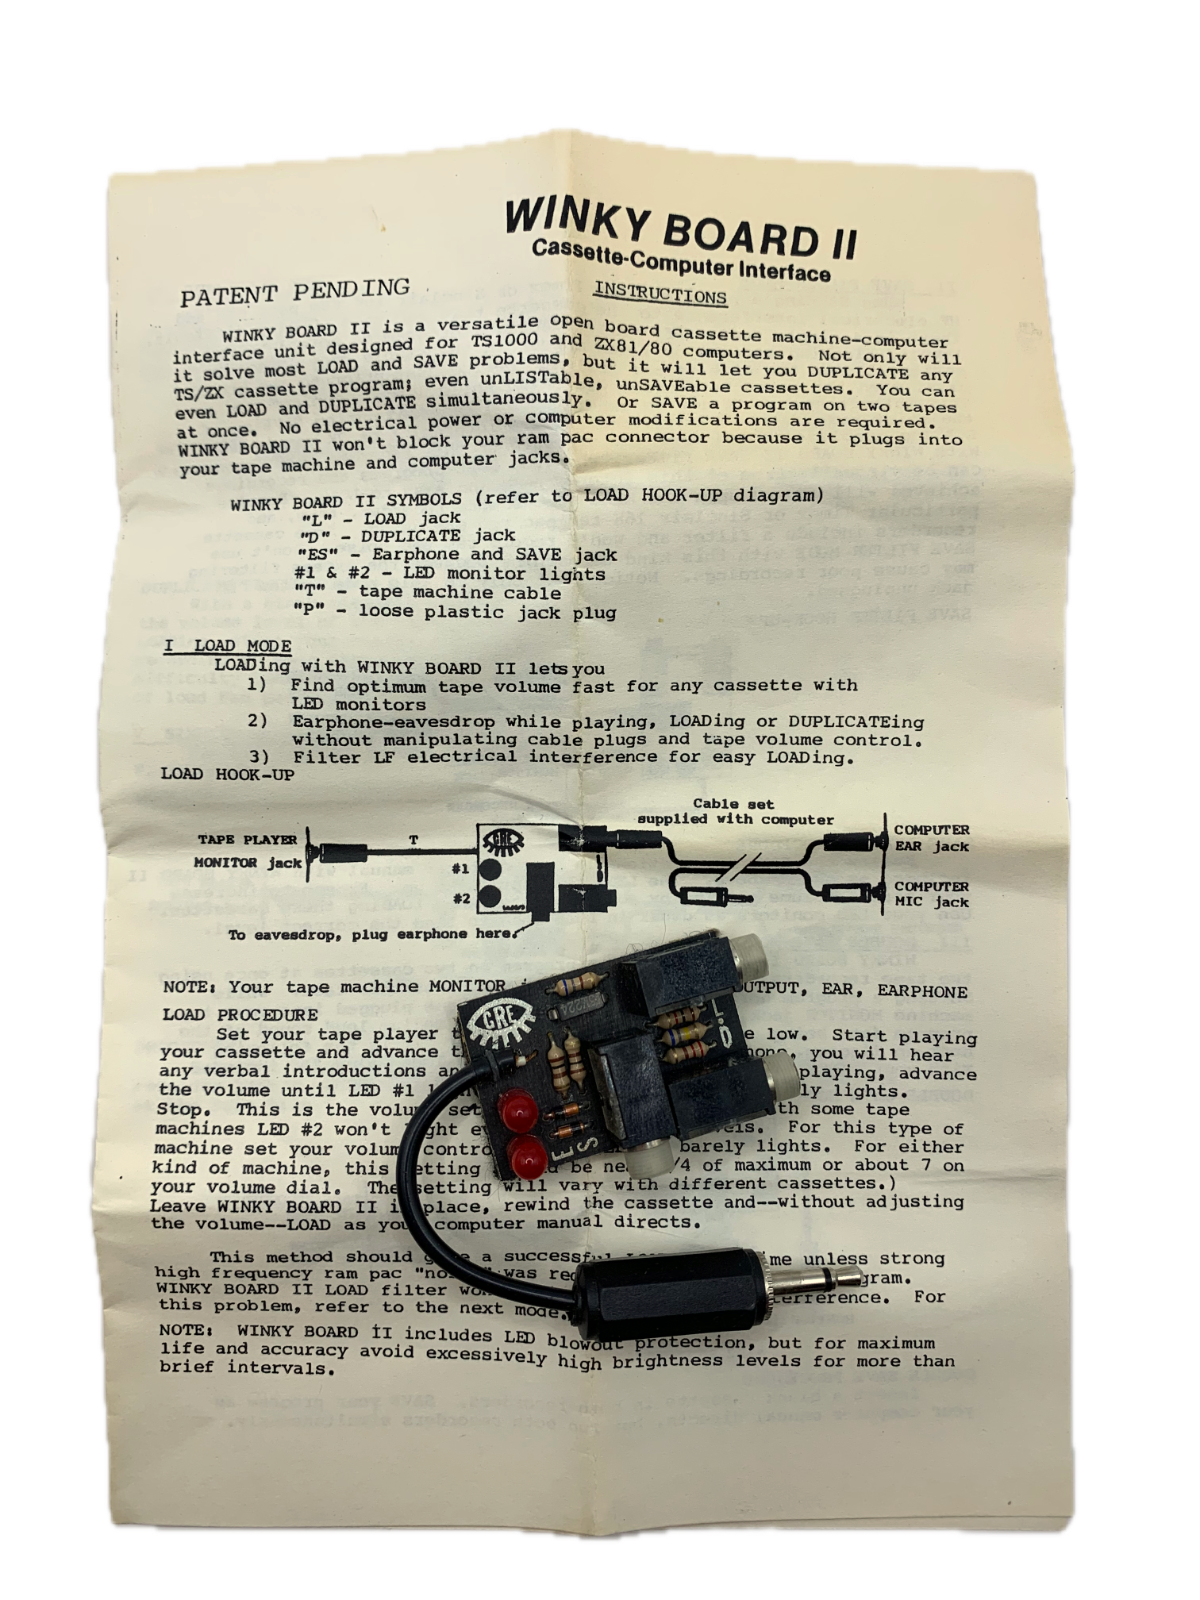 WINKY BOARD II
Cassette-Computer Interface
PATENT PENDING
INSTRUCTIONS
WINKY BOARD II is a versatile open board cassette machine-computer
interface unit designed for TS1000 and ZX81/80 computers. Not only will
it solve most LOAD and SAVE problems, but it will let you DUPLICATE any
TS/ZX cassette program; even unLISTable, unSAVEable cassettes. You can
even LOAD and DUPLICATE simultaneously. Or SAVE a program on two tapes
at once. No electrical power or computer modifications are required.
WINKY BOARD II won't block your ram pac connector because it plugs into
your tape machine and computer jacks.
WINKY BOARD II SYMBOLS (refer to LOAD HOOK-UP diagram)
"L" - LOAD jack
"D" - DUPLICATE jack
"ES" - Earphone and SAVE jack
#1 & #2 - LED monitor lights
"T" - tape machine cable
"P" - loose plastic jack plug
I LOAD MODE
LOADing with WINKY BOARD II lets you
1) Find optimum tape volume fast for any cassette with
LED monitors
2) Earphone-eavesdrop while playing, LOADing or DUPLICATEing
without manipulating cable plugs and tape volume control.
3) Filter LF electrical interference for easy LOADing.
LOAD HOOK-UP
Cable set
supplied with computer
TAPE PLAYER
MONITOR jack
T
#1
#2
COMPUTER
EAR jack
COMPUTER
MIC jack
To eavesdrop, plug earphone here.
NOTE: Your tape machine MONITOR OUTPUT, EAR, EARPHONE
GRE
L
D
E
S
LOAD PROCEDURE
Set your tape player low. Start playing
your cassette and advance you will hear
any verbal introductions playing, advance
the volume until LED #1 lights.
Stop. This is the some tape
machines LED #2 won't For this type of
machine set your barely lights. For either
kind of machine, this be 3/4 of maximum or about 7 on
your volume dial. setting will vary with different cassettes.)
Leave WINKY BOARD II place, rewind the cassette and--without adjusting
the volume--LOAD as your computer manual directs.
This method should a unless strong
high frequency ram pac was
WINKY BOARD II LOAD filter interference. For
this problem, refer to the next mode.
NOTE: WINKY BOARD II includes LED blowout protection, but for maximum
life and accuracy avoid excessively high brightness levels for more than
brief intervals.